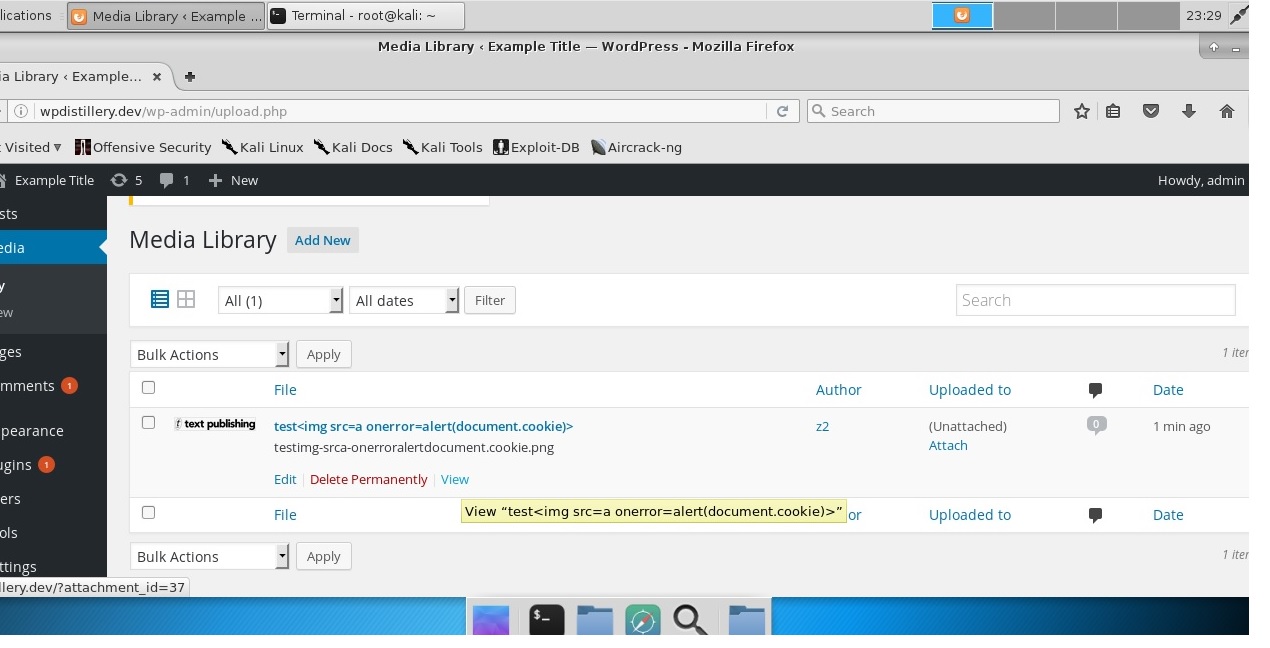 lications
Media Library ‹ Example ...
Terminal - root@kali: ~
23:29
Media Library ‹ Example Title — WordPress - Mozilla Firefox
ia Library ‹ Example...
wpdistillery.dev/wp-admin/upload.php
Search
Visited
Offensive Security
Kali Linux
Kali Docs
Kali Tools
Exploit-DB
Aircrack-ng
Example Title
5
1
New
Howdy, admin
sts
edia
y
ew
ges
mments 1
pearance
ugins 1
ers
ols
ttings
Media Library
Add New
All (1)
All dates
Filter
Search
Bulk Actions
Apply
1 iter
File
Author
Uploaded to
Date
t text publishing
test<img src=a onerror=alert(document.cookie)>
testimg-srca-onerroralertdocument.cookie.png
Edit | Delete Permanently | View
z2
(Unattached)
Attach
0
1 min ago
View “test<img src=a onerror=alert(document.cookie)>”
File
or
Uploaded to
Date
Bulk Actions
Apply
1 iter
llery.dev/?attachment_id=37
$_